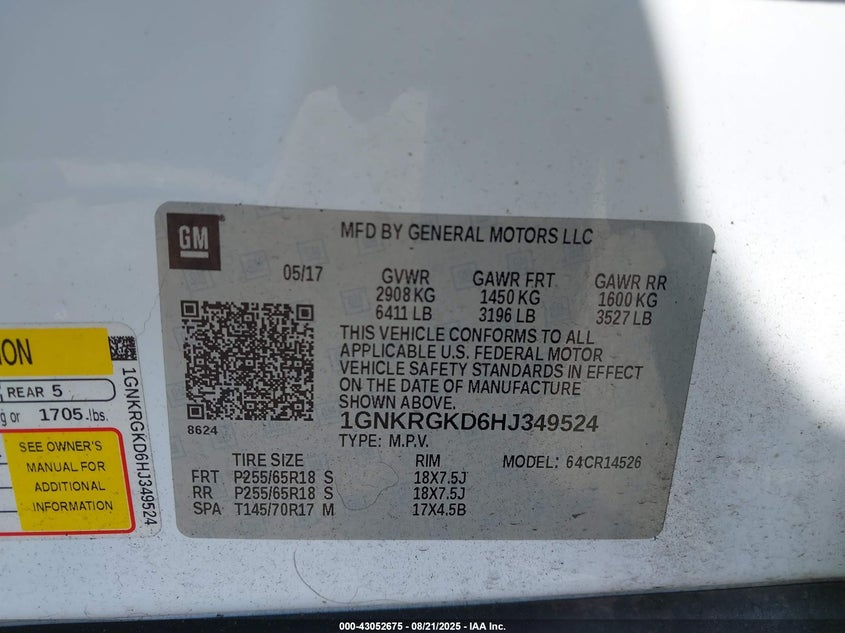 GM
MFD BY GENERAL MOTORS LLC
05/17
GVWR GAWR FRT GAWR RR
2908 KG 1450 KG 1600 KG
6411 LB 3196 LB 3527 LB
THIS VEHICLE CONFORMS TO ALL
APPLICABLE U.S. FEDERAL MOTOR
VEHICLE SAFETY STANDARDS IN EFFECT
ON THE DATE OF MANUFACTURE
SHOWN ABOVE.
8624
1GNKRGKD6HJ349524
TYPE: M.P.V.
TIRE SIZE RIM MODEL: 64CR14526
FRT P255/65R18 S 18X7.5J
RR P255/65R18 S 18X7.5J
SPA T145/70R17 M 17X4.5B
REAR 5
or 1705-lbs.
SEE OWNER'S
MANUAL FOR
ADDITIONAL
INFORMATION
1GNKRGKD6HJ349524
000-43052675 - 08/21/2025 - IAA Inc.